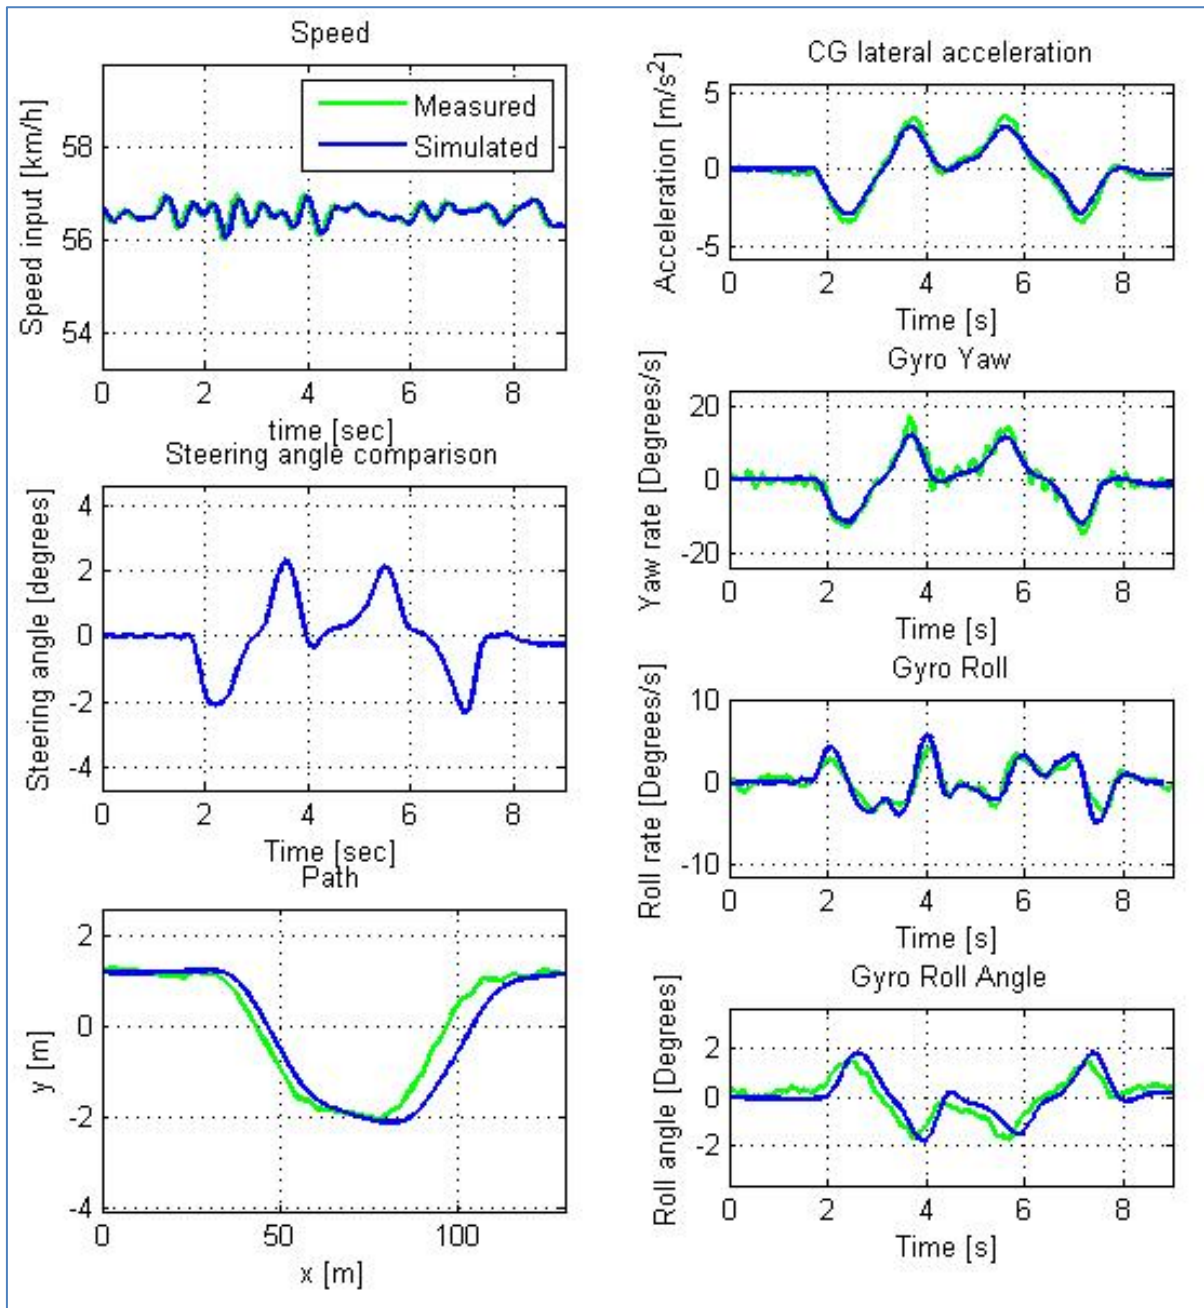 Speed
Measured
Simulated
Speed input [km/h]
58
56
54
0 2 4 6 8
time [sec]
Steering angle comparison
Steering angle [degrees]
4
2
0
-2
-4
0 2 4 6 8
Time [sec]
Path
y [m]
2
0
-2
-4
0 50 100
x [m]
CG lateral acceleration
Acceleration [m/s²]
5
0
-5
0 2 4 6 8
Time [s]
Gyro Yaw
Yaw rate [Degrees/s]
20
0
-20
0 2 4 6 8
Time [s]
Gyro Roll
Roll rate [Degrees/s]
10
0
-10
0 2 4 6 8
Time [s]
Gyro Roll Angle
Roll angle [Degrees]
2
0
-2
0 2 4 6 8
Time [s]